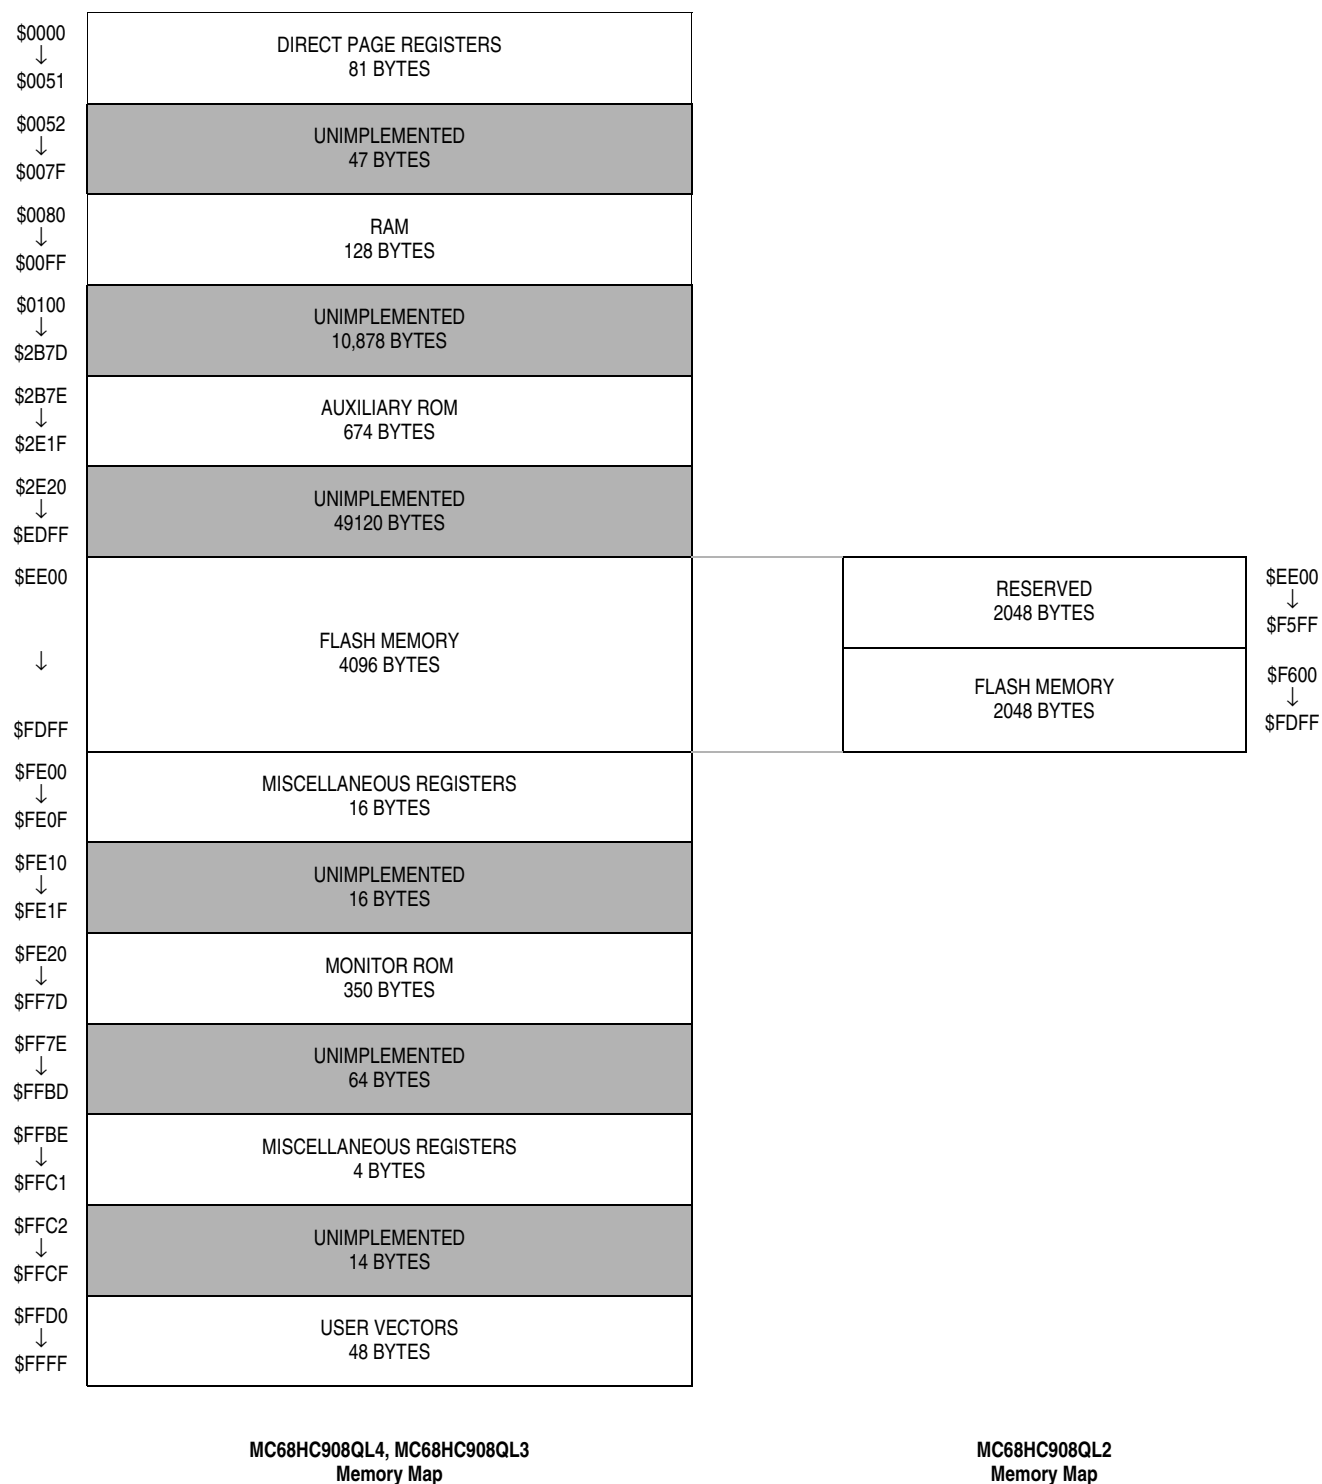 $0000
↓
$0051
DIRECT PAGE REGISTERS
81 BYTES
$0052
↓
$007F
UNIMPLEMENTED
47 BYTES
$0080
↓
$00FF
RAM
128 BYTES
$0100
↓
$2B7D
UNIMPLEMENTED
10,878 BYTES
$2B7E
↓
$2E1F
AUXILIARY ROM
674 BYTES
$2E20
↓
$EDFF
UNIMPLEMENTED
49120 BYTES
$EE00
↓
$FDFF
FLASH MEMORY
4096 BYTES
RESERVED
2048 BYTES
$EE00
↓
$F5FF
FLASH MEMORY
2048 BYTES
$F600
↓
$FDFF
$FE00
↓
$FE0F
MISCELLANEOUS REGISTERS
16 BYTES
$FE10
↓
$FE1F
UNIMPLEMENTED
16 BYTES
$FE20
↓
$FF7D
MONITOR ROM
350 BYTES
$FF7E
↓
$FFBD
UNIMPLEMENTED
64 BYTES
$FFBE
↓
$FFC1
MISCELLANEOUS REGISTERS
4 BYTES
$FFC2
↓
$FFCF
UNIMPLEMENTED
14 BYTES
$FFD0
↓
$FFFF
USER VECTORS
48 BYTES
MC68HC908QL4, MC68HC908QL3
Memory Map
MC68HC908QL2
Memory Map